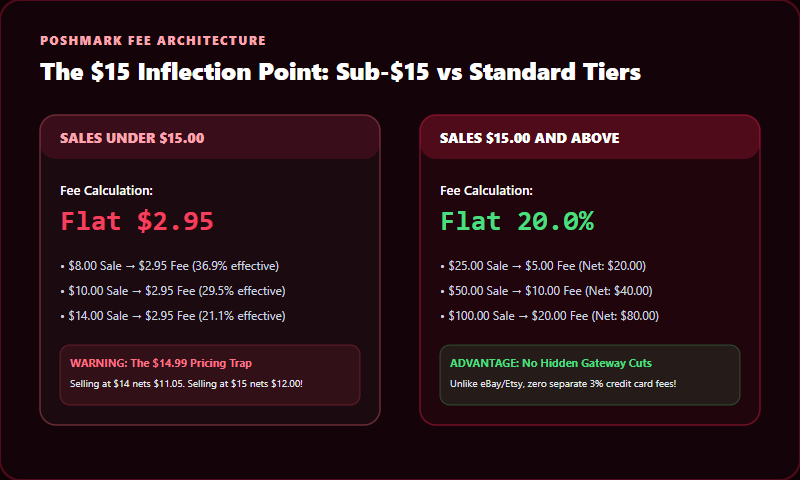 POSHMARK FEE ARCHITECTURE
The $15 Inflection Point: Sub-$15 vs Standard Tiers
SALES UNDER $15.00
Fee Calculation:
Flat $2.95
• $8.00 Sale → $2.95 Fee (36.9% effective)
• $10.00 Sale → $2.95 Fee (29.5% effective)
• $14.00 Sale → $2.95 Fee (21.1% effective)
WARNING: The $14.99 Pricing Trap
Selling at $14 nets $11.05. Selling at $15 nets $12.00!
SALES $15.00 AND ABOVE
Fee Calculation:
Flat 20.0%
• $25.00 Sale → $5.00 Fee (Net: $20.00)
• $50.00 Sale → $10.00 Fee (Net: $40.00)
• $100.00 Sale → $20.00 Fee (Net: $80.00)
ADVANTAGE: No Hidden Gateway Cuts
Unlike eBay/Etsy, zero separate 3% credit card fees!